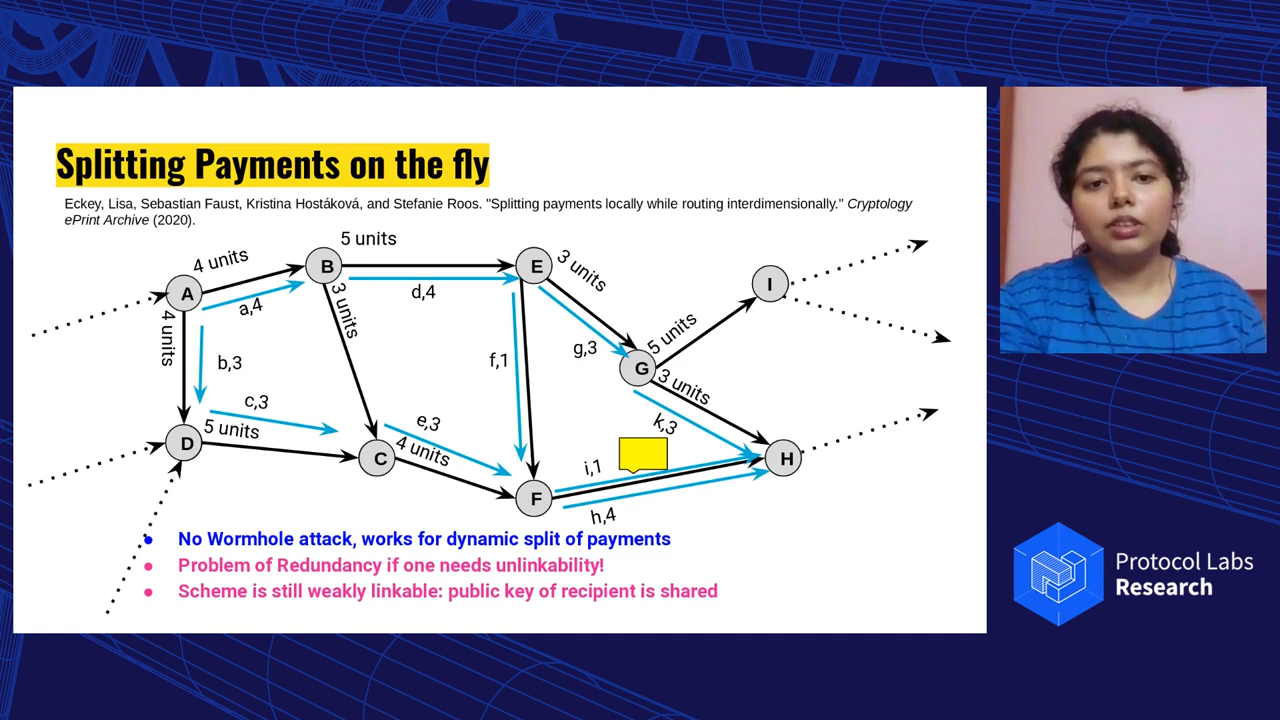 Splitting Payments on the fly
Eckey, Lisa, Sebastian Faust, Kristina Hostáková, and Stefanie Roos. "Splitting payments locally while routing interdimensionally." Cryptology
ePrint Archive (2020).
5 units
4 units
B
E
3 units
A
a,4
d,4
I
3 units
4 units
5 units
f,1
g,3
b,3
G
3 units
c,3
e,3
k,3
5 units
D
4 units
C
i,1
H
F
h,4
● No Wormhole attack, works for dynamic split of payments
● Problem of Redundancy if one needs unlinkability!
● Scheme is still weakly linkable: public key of recipient is shared
Protocol Labs
Research